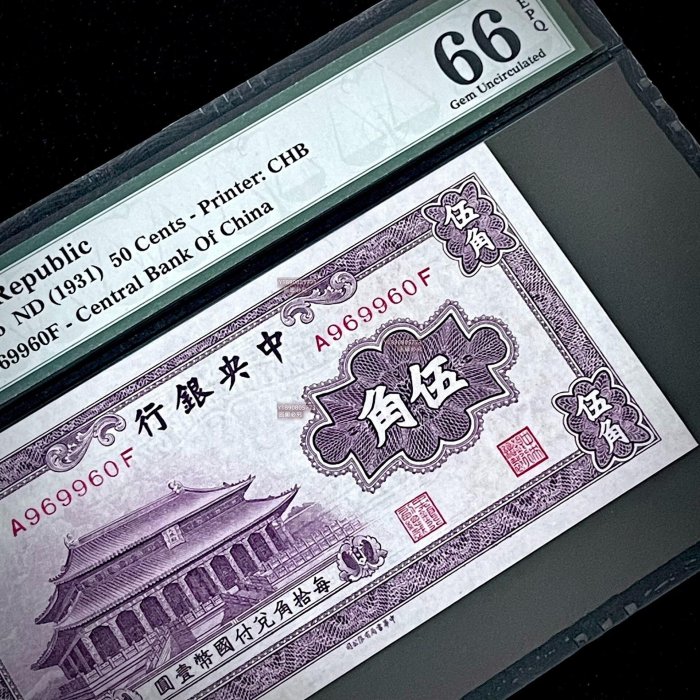 66 EPQ
Gem Uncirculated
Republic
ND (1931) 50 Cents - Printer: CHB
69960F - Central Bank Of China
伍角
行銀央中
A969960F
角伍
伍角
A969960F
圓壹幣國付兌角拾每